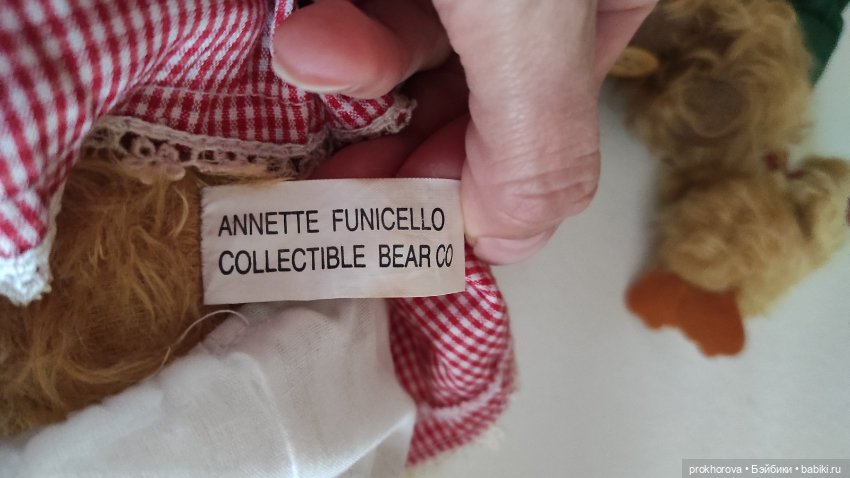 ANNETTE FUNICELLO
COLLECTIBLE BEAR CO
prokhorova • Бэйбики • babiki.ru